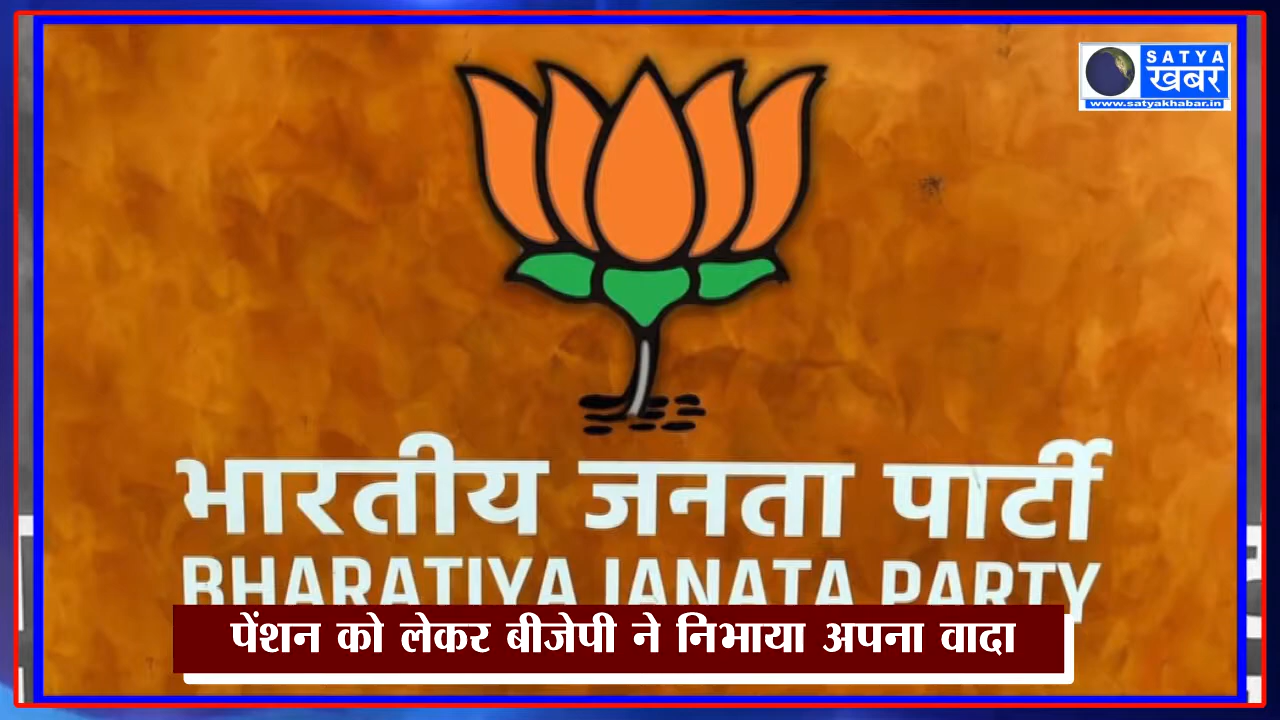 SATYA
खबर
www.satyakhabar.in
भारतीय जनता पार्टी
BHARATIYA JANATA PARTY
पेंशन को लेकर बीजेपी ने निभाया अपना वादा